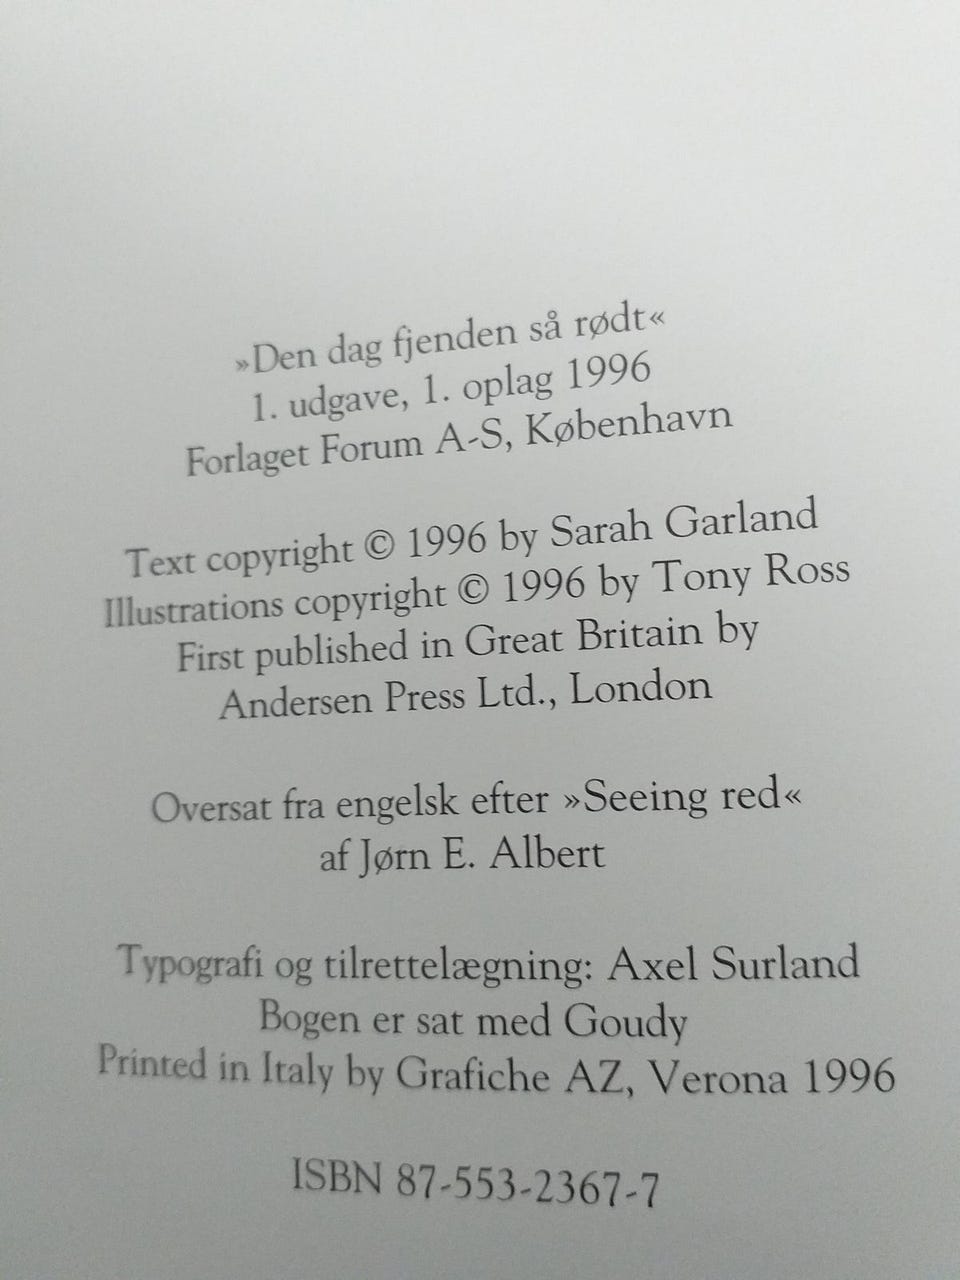 »Den dag fjenden så rødt«
1. udgave, 1. oplag 1996
Forlaget Forum A-S, København
Text copyright © 1996 by Sarah Garland
Illustrations copyright © 1996 by Tony Ross
First published in Great Britain by
Andersen Press Ltd., London
Oversat fra engelsk efter »Seeing red«
af Jørn E. Albert
Typografi og tilrettelægning: Axel Surland
Bogen er sat med Goudy
Printed in Italy by Grafiche AZ, Verona 1996
ISBN 87-553-2367-7